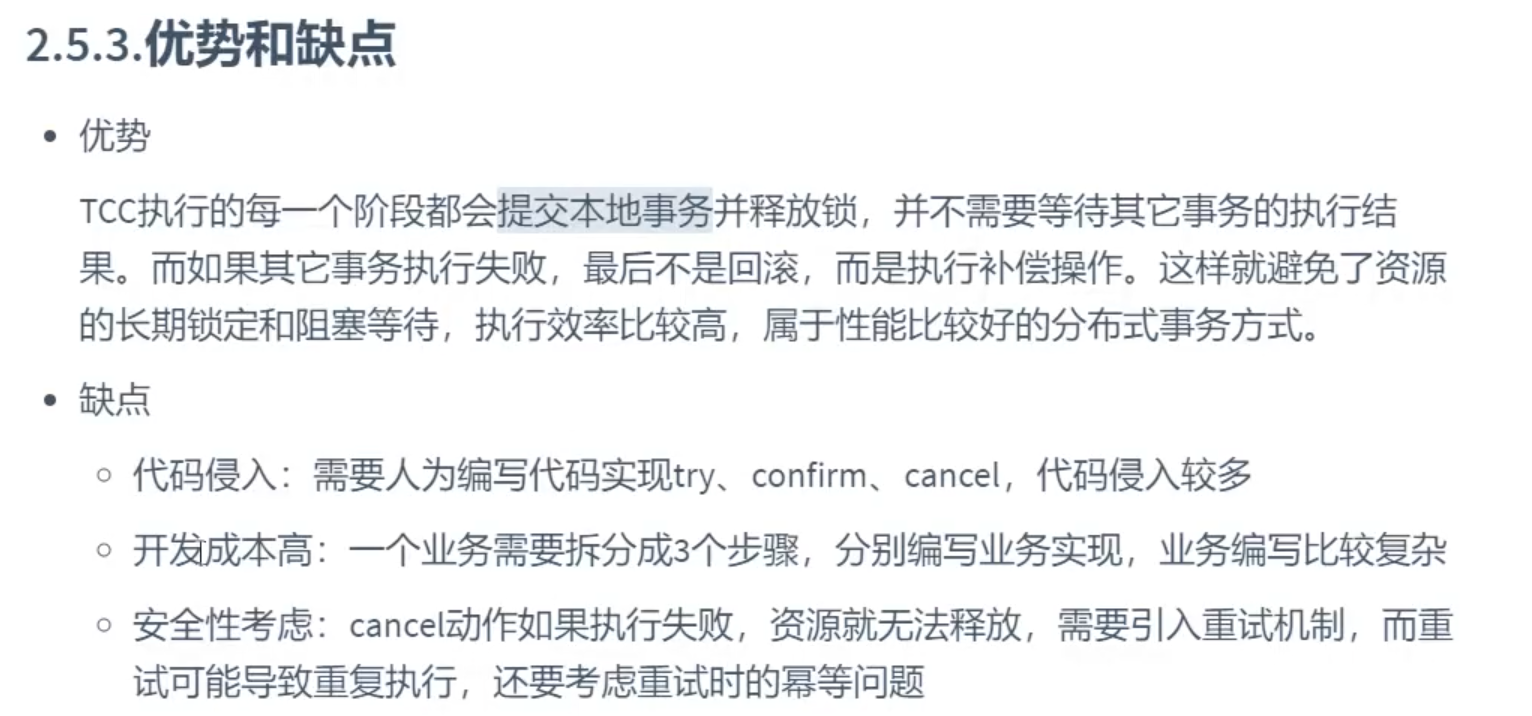 2.5.3.优势和缺点
• 优势
TCC执行的每一个阶段都会提交本地事务并释放锁，并不需要等待其它事务的执行结
果。而如果其它事务执行失败，最后不是回滚，而是执行补偿操作。这样就避免了资源
的长期锁定和阻塞等待，执行效率比较高，属于性能比较好的分布式事务方式。
• 缺点
○ 代码侵入：需要人为编写代码实现try、confirm、cancel，代码侵入较多
○ 开发成本高：一个业务需要拆分成3个步骤，分别编写业务实现，业务编写比较复杂
○ 安全性考虑：cancel动作如果执行失败，资源就无法释放，需要引入重试机制，而重
试可能导致重复执行，还要考虑重试时的幂等问题